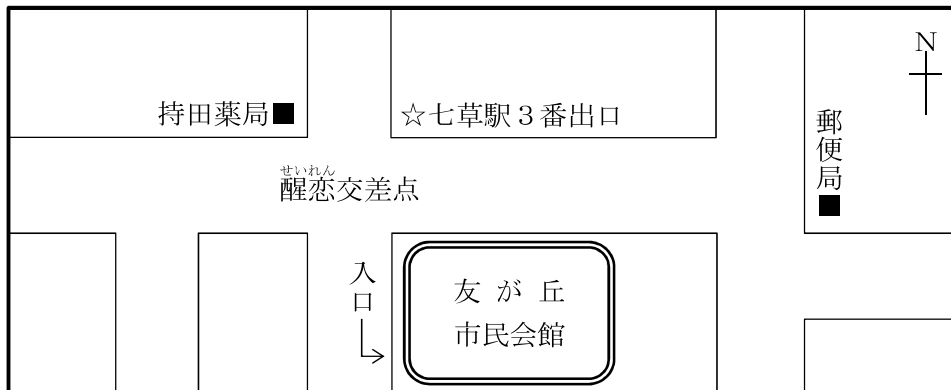 N
持田薬局■
☆七草駅３番出口
郵便局■
せいれん
醒恋交差点
入口
友が丘
市民会館